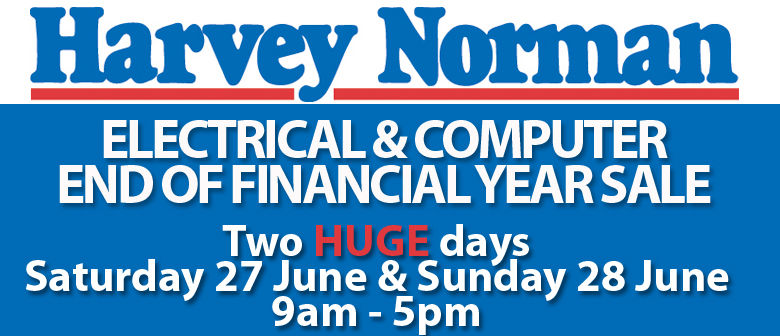 Harvey Norman
ELECTRICAL & COMPUTER
END OF FINANCIAL YEAR SALE
Two HUGE days
Saturday 27 June & Sunday 28 June
9am - 5pm